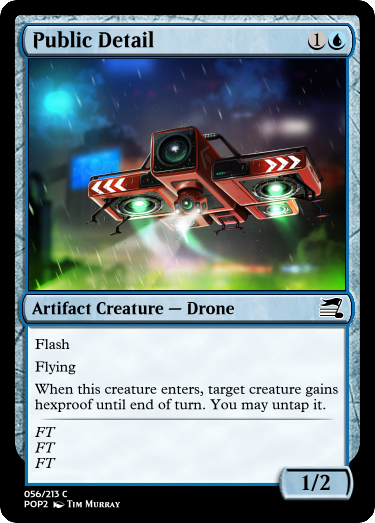 Public Detail 1
Artifact Creature — Drone
Flash
Flying
When this creature enters, target creature gains
hexproof until end of turn. You may untap it.
FT
FT
FT
1/2
056/213 C
POP2 Tim Murray